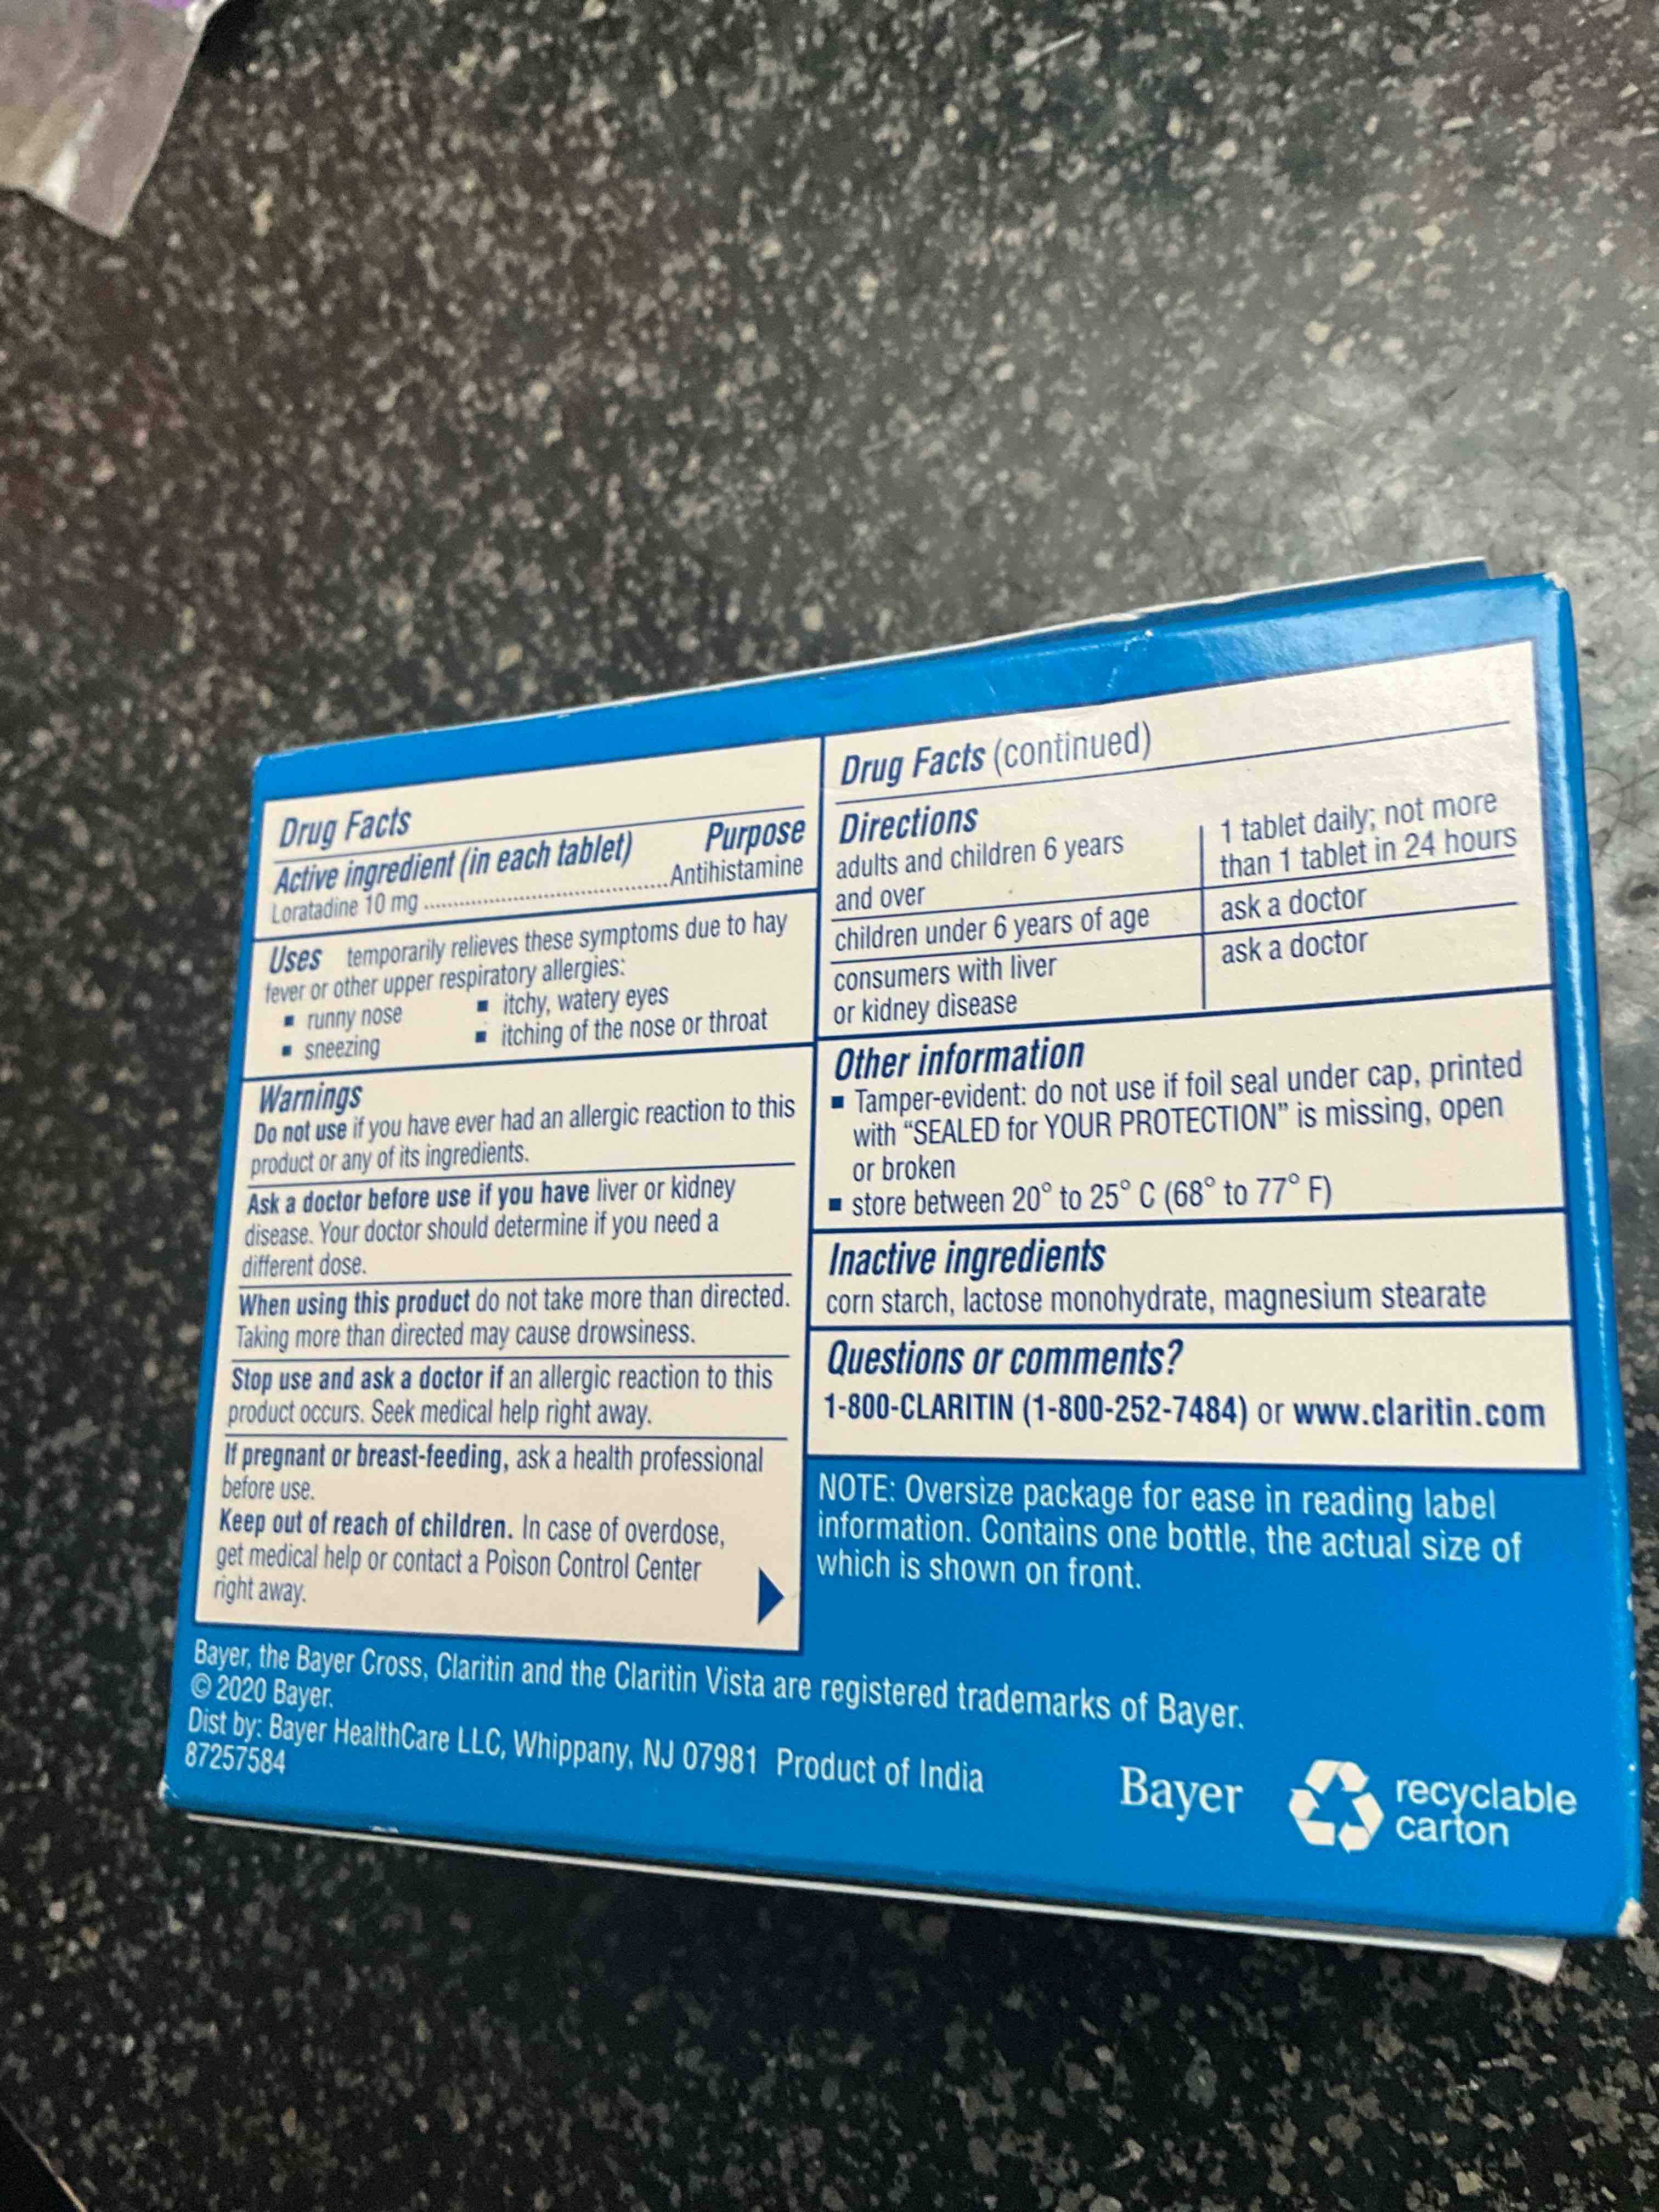 Drug Facts
Active ingredient (in each tablet) Purpose
Loratadine 10 mg ........................................Antihistamine
Uses temporarily relieves these symptoms due to hay
fever or other upper respiratory allergies:
▪ runny nose ▪ itchy, watery eyes
▪ sneezing ▪ itching of the nose or throat
Warnings
Do not use if you have ever had an allergic reaction to this
product or any of its ingredients.
Ask a doctor before use if you have liver or kidney
disease. Your doctor should determine if you need a
different dose.
When using this product do not take more than directed.
Taking more than directed may cause drowsiness.
Stop use and ask a doctor if an allergic reaction to this
product occurs. Seek medical help right away.
If pregnant or breast-feeding, ask a health professional
before use.
Keep out of reach of children. In case of overdose,
get medical help or contact a Poison Control Center
right away.
Drug Facts (continued)
Directions
adults and children 6 years
and over
1 tablet daily; not more
than 1 tablet in 24 hours
children under 6 years of age
ask a doctor
consumers with liver
or kidney disease
ask a doctor
Other information
▪ Tamper-evident: do not use if foil seal under cap, printed
with “SEALED for YOUR PROTECTION” is missing, open
or broken
▪ store between 20° to 25° C (68° to 77° F)
Inactive ingredients
corn starch, lactose monohydrate, magnesium stearate
Questions or comments?
1-800-CLARITIN (1-800-252-7484) or www.claritin.com
NOTE: Oversize package for ease in reading label
information. Contains one bottle, the actual size of
which is shown on front.
Bayer, the Bayer Cross, Claritin and the Claritin Vista are registered trademarks of Bayer.
© 2020 Bayer.
Dist by: Bayer HealthCare LLC, Whippany, NJ 07981 Product of India
87257584
Bayer
recyclable
carton